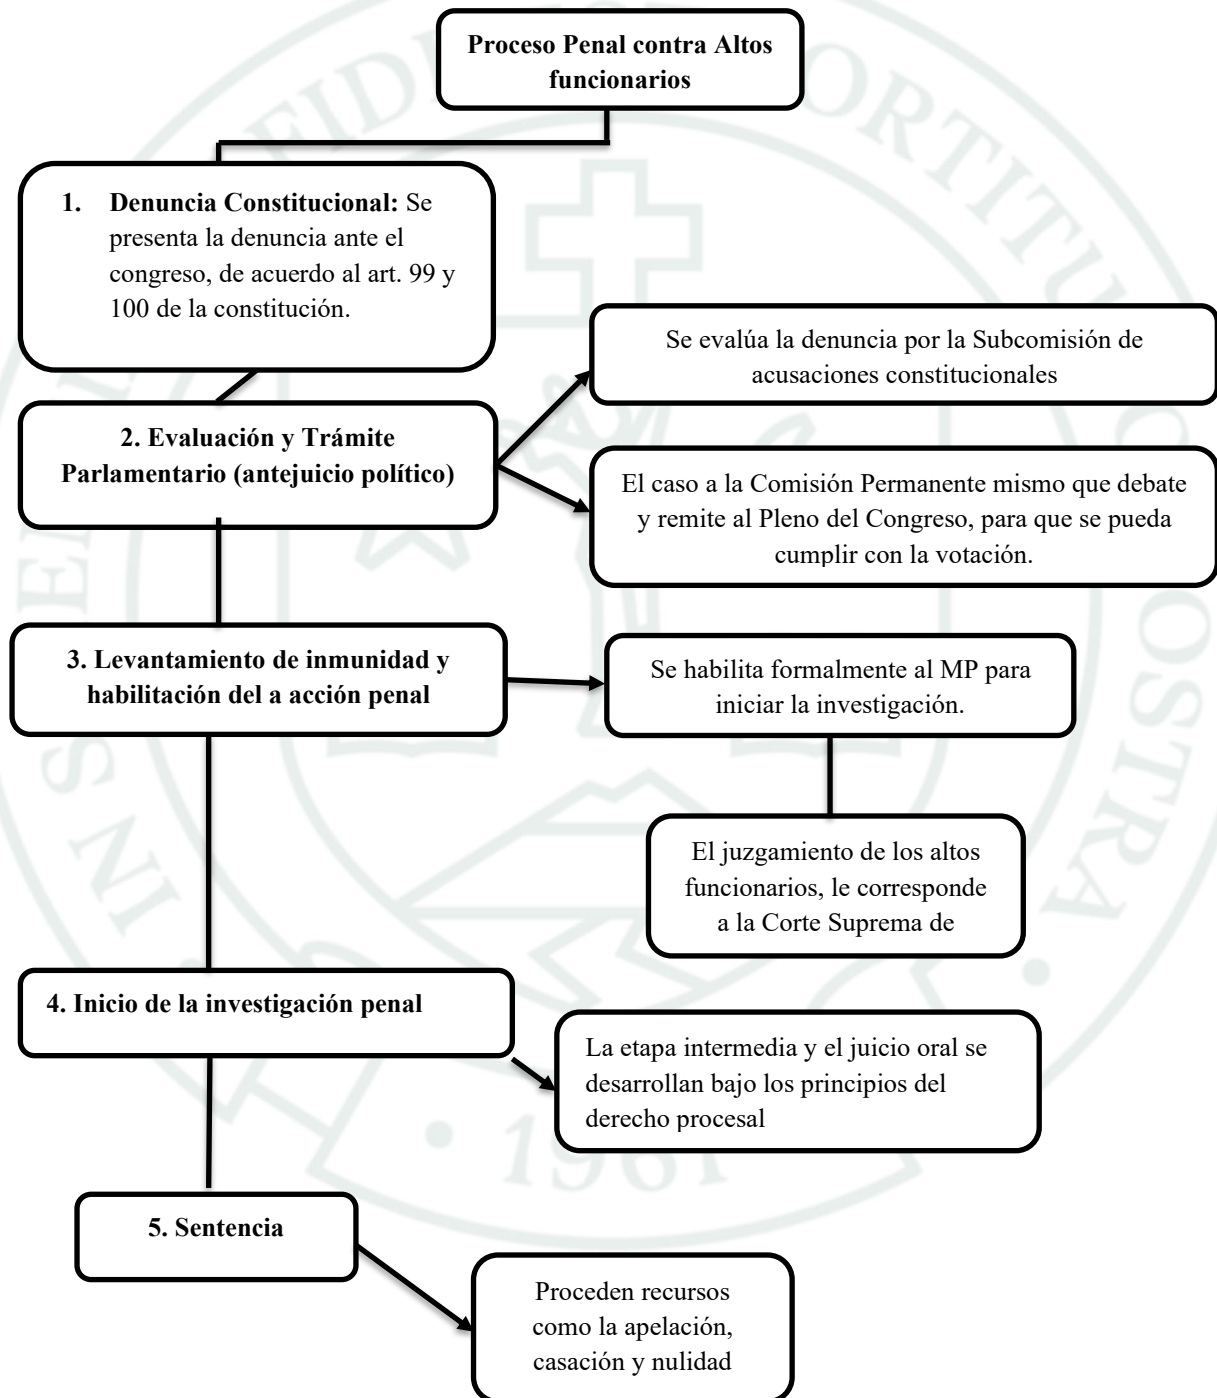 Proceso Penal contra Altos
funcionarios
1. Denuncia Constitucional: Se
presenta la denuncia ante el
congreso, de acuerdo al art. 99 y
100 de la constitución.
Se evalúa la denuncia por la Subcomisión de
acusaciones constitucionales
2. Evaluación y Trámite
Parlamentario (antejuicio político)
El caso a la Comisión Permanente mismo que debate
y remite al Pleno del Congreso, para que se pueda
cumplir con la votación.
3. Levantamiento de inmunidad y
habilitación del a acción penal
Se habilita formalmente al MP para
iniciar la investigación.
El juzgamiento de los altos
funcionarios, le corresponde
a la Corte Suprema de
4. Inicio de la investigación penal
La etapa intermedia y el juicio oral se
desarrollan bajo los principios del
derecho procesal
5. Sentencia
Proceden recursos
como la apelación,
casación y nulidad
1961